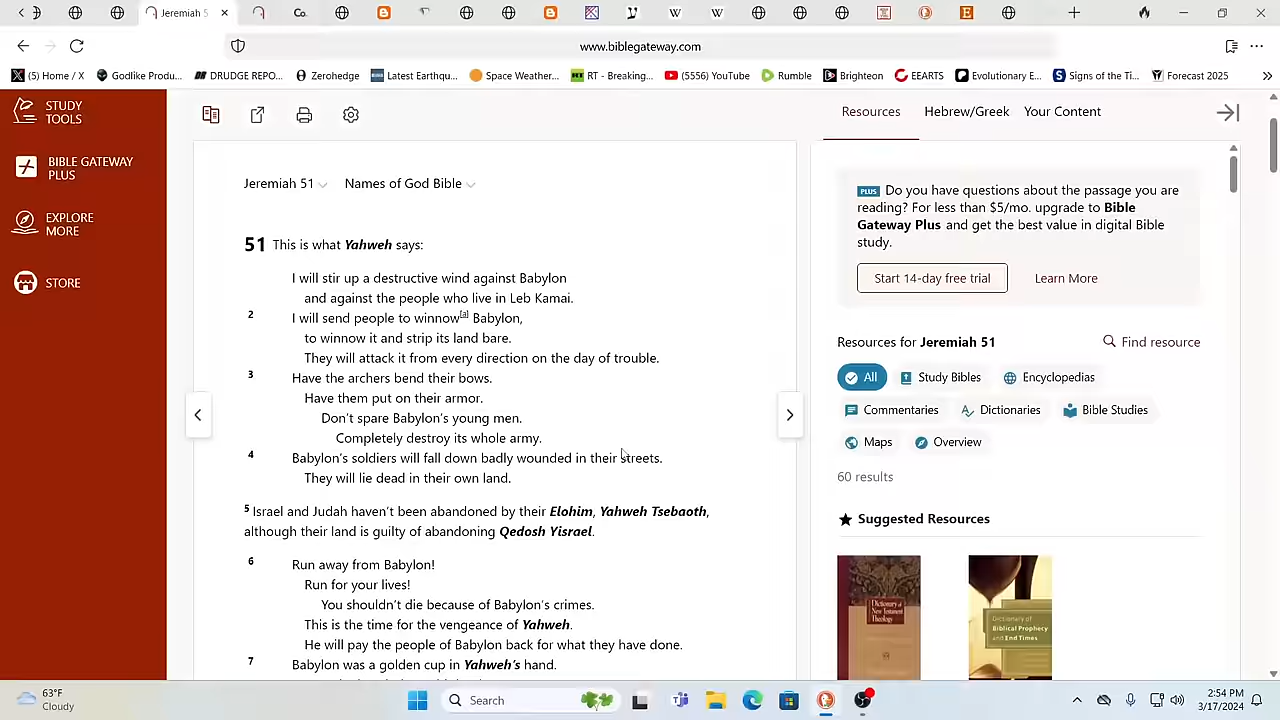 Jeremiah 5
Co.
www.biblegateway.com
(5) Home / X
Godlike Produ...
DRUDGE REPO...
Zerohedge
Latest Earthqu...
Space Weather...
RT - Breaking...
(5556) YouTube
Rumble
Brighteon
EEARTS
Evolutionary E...
Signs of the Ti...
Forecast 2025
STUDY
TOOLS
BIBLE GATEWAY
PLUS
EXPLORE
MORE
STORE
Jeremiah 51
Names of God Bible
51 This is what Yahweh says:
I will stir up a destructive wind against Babylon
and against the people who live in Leb Kamai.
2 I will send people to winnow[a] Babylon,
to winnow it and strip its land bare.
They will attack it from every direction on the day of trouble.
3 Have the archers bend their bows.
Have them put on their armor.
Don't spare Babylon's young men.
Completely destroy its whole army.
4 Babylon's soldiers will fall down badly wounded in their streets.
They will lie dead in their own land.
5 Israel and Judah haven't been abandoned by their Elohim, Yahweh Tsebaoth,
although their land is guilty of abandoning Qedosh Yisrael.
6 Run away from Babylon!
Run for your lives!
You shouldn't die because of Babylon's crimes.
This is the time for the vengeance of Yahweh.
He will pay the people of Babylon back for what they have done.
7 Babylon was a golden cup in Yahweh's hand.
Resources
Hebrew/Greek
Your Content
PLUS Do you have questions about the passage you are
reading? For less than $5/mo. upgrade to Bible
Gateway Plus and get the best value in digital Bible
study.
Start 14-day free trial
Learn More
Resources for Jeremiah 51
Find resource
All
Study Bibles
Encyclopedias
Commentaries
Dictionaries
Bible Studies
Maps
Overview
60 results
Suggested Resources
Dictionary of
New Testament
Theology
Dictionary of
Biblical Prophecy
and End Times
63°F
Cloudy
Search
2:54 PM
3/17/2024